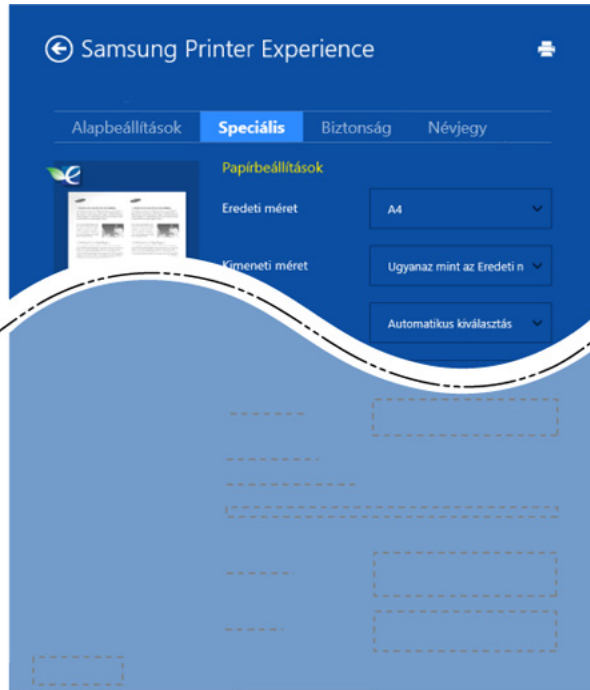 Samsung Printer Experience
Alapbeállítások Speciális Biztonság Névjegy
Papírbeállítások
Eredeti méret A4
Kimeneti méret Ugyanaz mint az Eredeti n
Automatikus kiválasztás